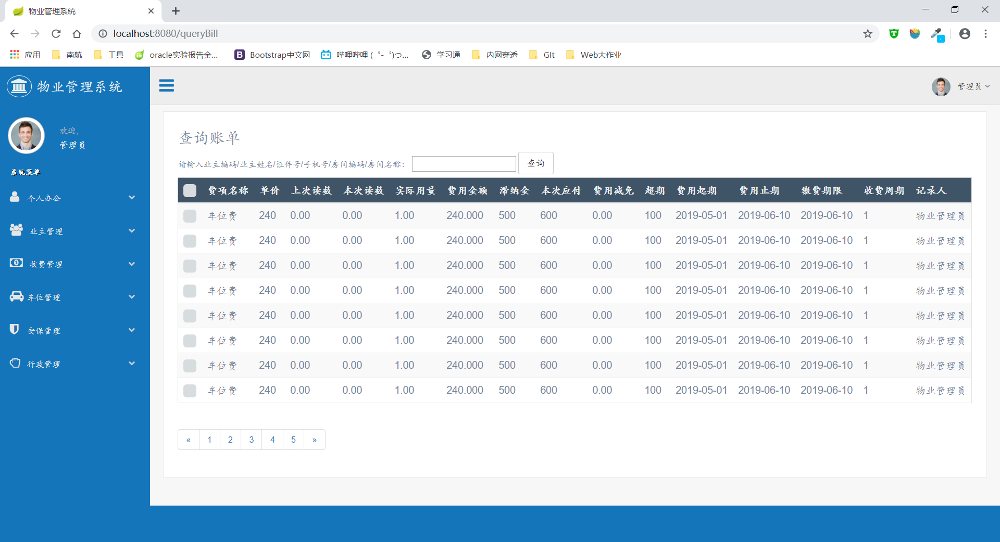 物业管理系统
localhost:8080/queryBill
应用 南航 工具 oracle实验报告金... Bootstrap中文网 哔哩哔哩 ( ゜- ゜)つ... 学习通 内网穿透 GIt Web大作业
物业管理系统
管理员
欢迎,
管理员
系统菜单
个人办公
业主管理
收费管理
车位管理
安保管理
行政管理
查询账单
请输入业主编码/业主姓名/证件号/手机号/房间编码/房间名称: 查询
费项名称 单价 上次读数 本次读数 实际用量 费用金额 滞纳金 本次应付 费用减免 超期 费用起期 费用止期 缴费期限 收费周期 记录人
车位费 240 0.00 0.00 1.00 240.000 500 600 0.00 100 2019-05-01 2019-06-10 2019-06-10 1 物业管理员
车位费 240 0.00 0.00 1.00 240.000 500 600 0.00 100 2019-05-01 2019-06-10 2019-06-10 1 物业管理员
车位费 240 0.00 0.00 1.00 240.000 500 600 0.00 100 2019-05-01 2019-06-10 2019-06-10 1 物业管理员
车位费 240 0.00 0.00 1.00 240.000 500 600 0.00 100 2019-05-01 2019-06-10 2019-06-10 1 物业管理员
车位费 240 0.00 0.00 1.00 240.000 500 600 0.00 100 2019-05-01 2019-06-10 2019-06-10 1 物业管理员
车位费 240 0.00 0.00 1.00 240.000 500 600 0.00 100 2019-05-01 2019-06-10 2019-06-10 1 物业管理员
车位费 240 0.00 0.00 1.00 240.000 500 600 0.00 100 2019-05-01 2019-06-10 2019-06-10 1 物业管理员
车位费 240 0.00 0.00 1.00 240.000 500 600 0.00 100 2019-05-01 2019-06-10 2019-06-10 1 物业管理员
« 1 2 3 4 5 »